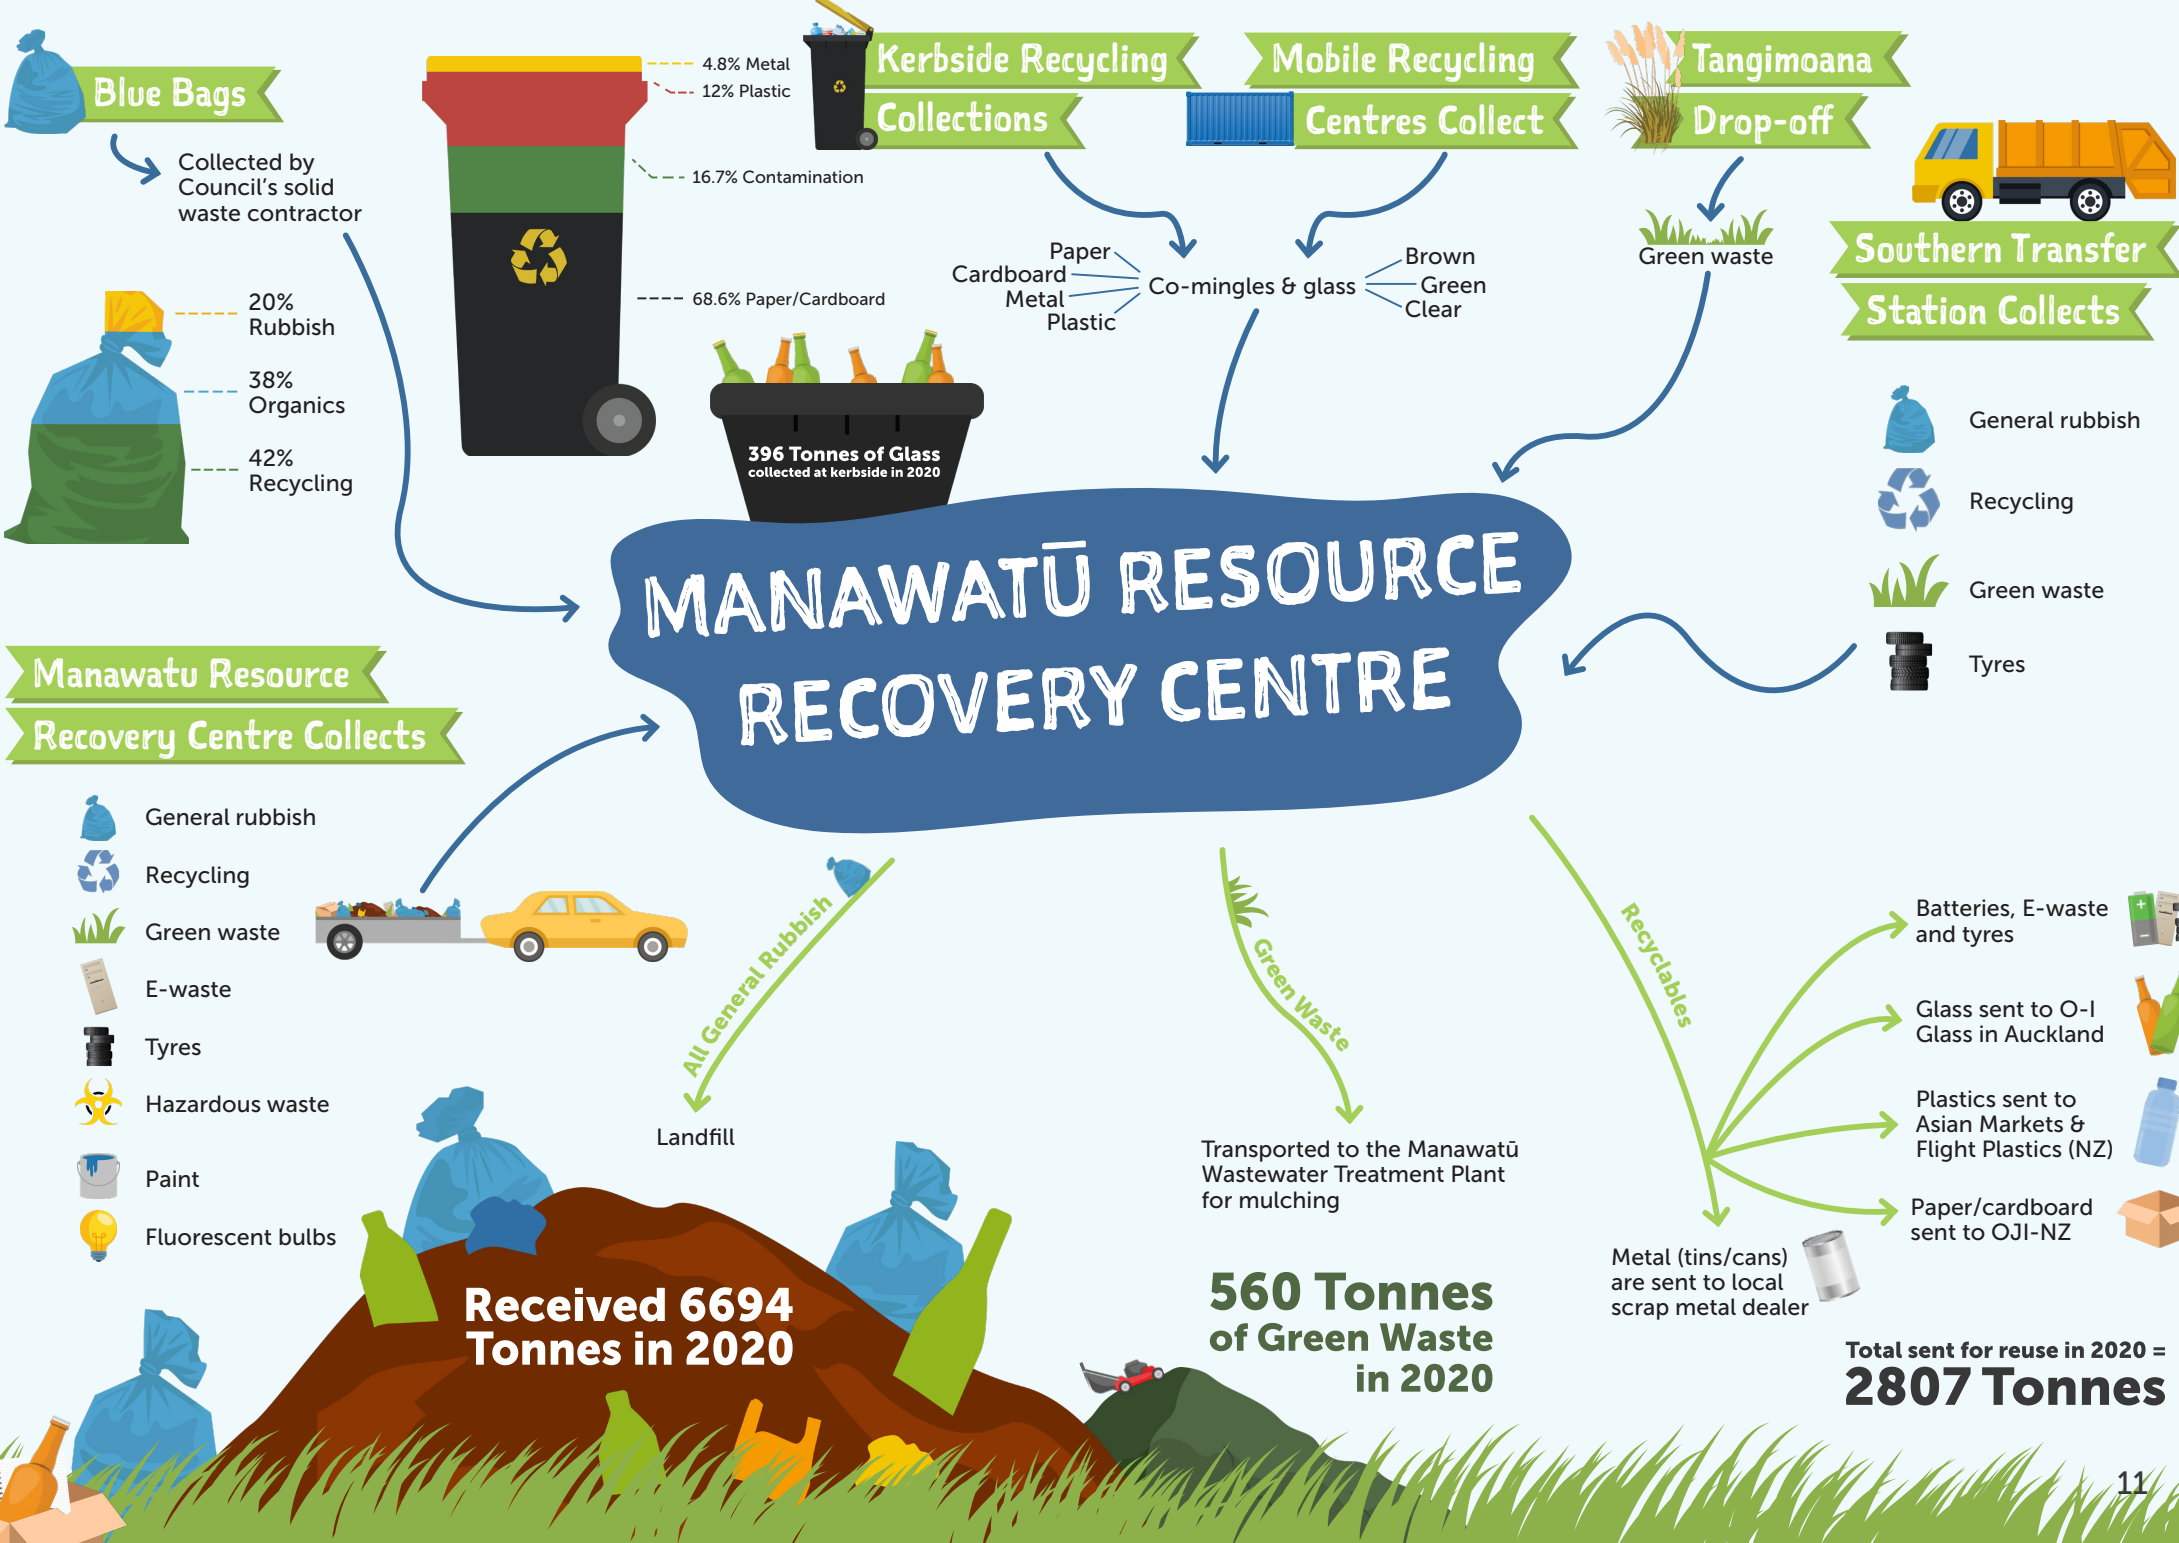 Blue Bags
Collected by
Council's solid
waste contractor
20%
Rubbish
38%
Organics
42%
Recycling
4.8% Metal
12% Plastic
16.7% Contamination
68.6% Paper/Cardboard
396 Tonnes of Glass
collected at kerbside in 2020
Kerbside Recycling
Collections
Mobile Recycling
Centres Collect
Paper
Cardboard
Metal
Plastic
Co-mingles & glass
Brown
Green
Clear
Tangimoana
Drop-off
Green waste
Southern Transfer
Station Collects
General rubbish
Recycling
Green waste
Tyres
MANAWATŪ RESOURCE
RECOVERY CENTRE
Manawatu Resource
Recovery Centre Collects
General rubbish
Recycling
Green waste
E-waste
Tyres
Hazardous waste
Paint
Fluorescent bulbs
All General Rubbish
Landfill
Received 6694
Tonnes in 2020
Green Waste
Transported to the Manawatū
Wastewater Treatment Plant
for mulching
560 Tonnes
of Green Waste
in 2020
Recyclables
Batteries, E-waste
and tyres
Glass sent to O-I
Glass in Auckland
Plastics sent to
Asian Markets &
Flight Plastics (NZ)
Paper/cardboard
sent to OJI-NZ
Metal (tins/cans)
are sent to local
scrap metal dealer
Total sent for reuse in 2020 =
2807 Tonnes
11